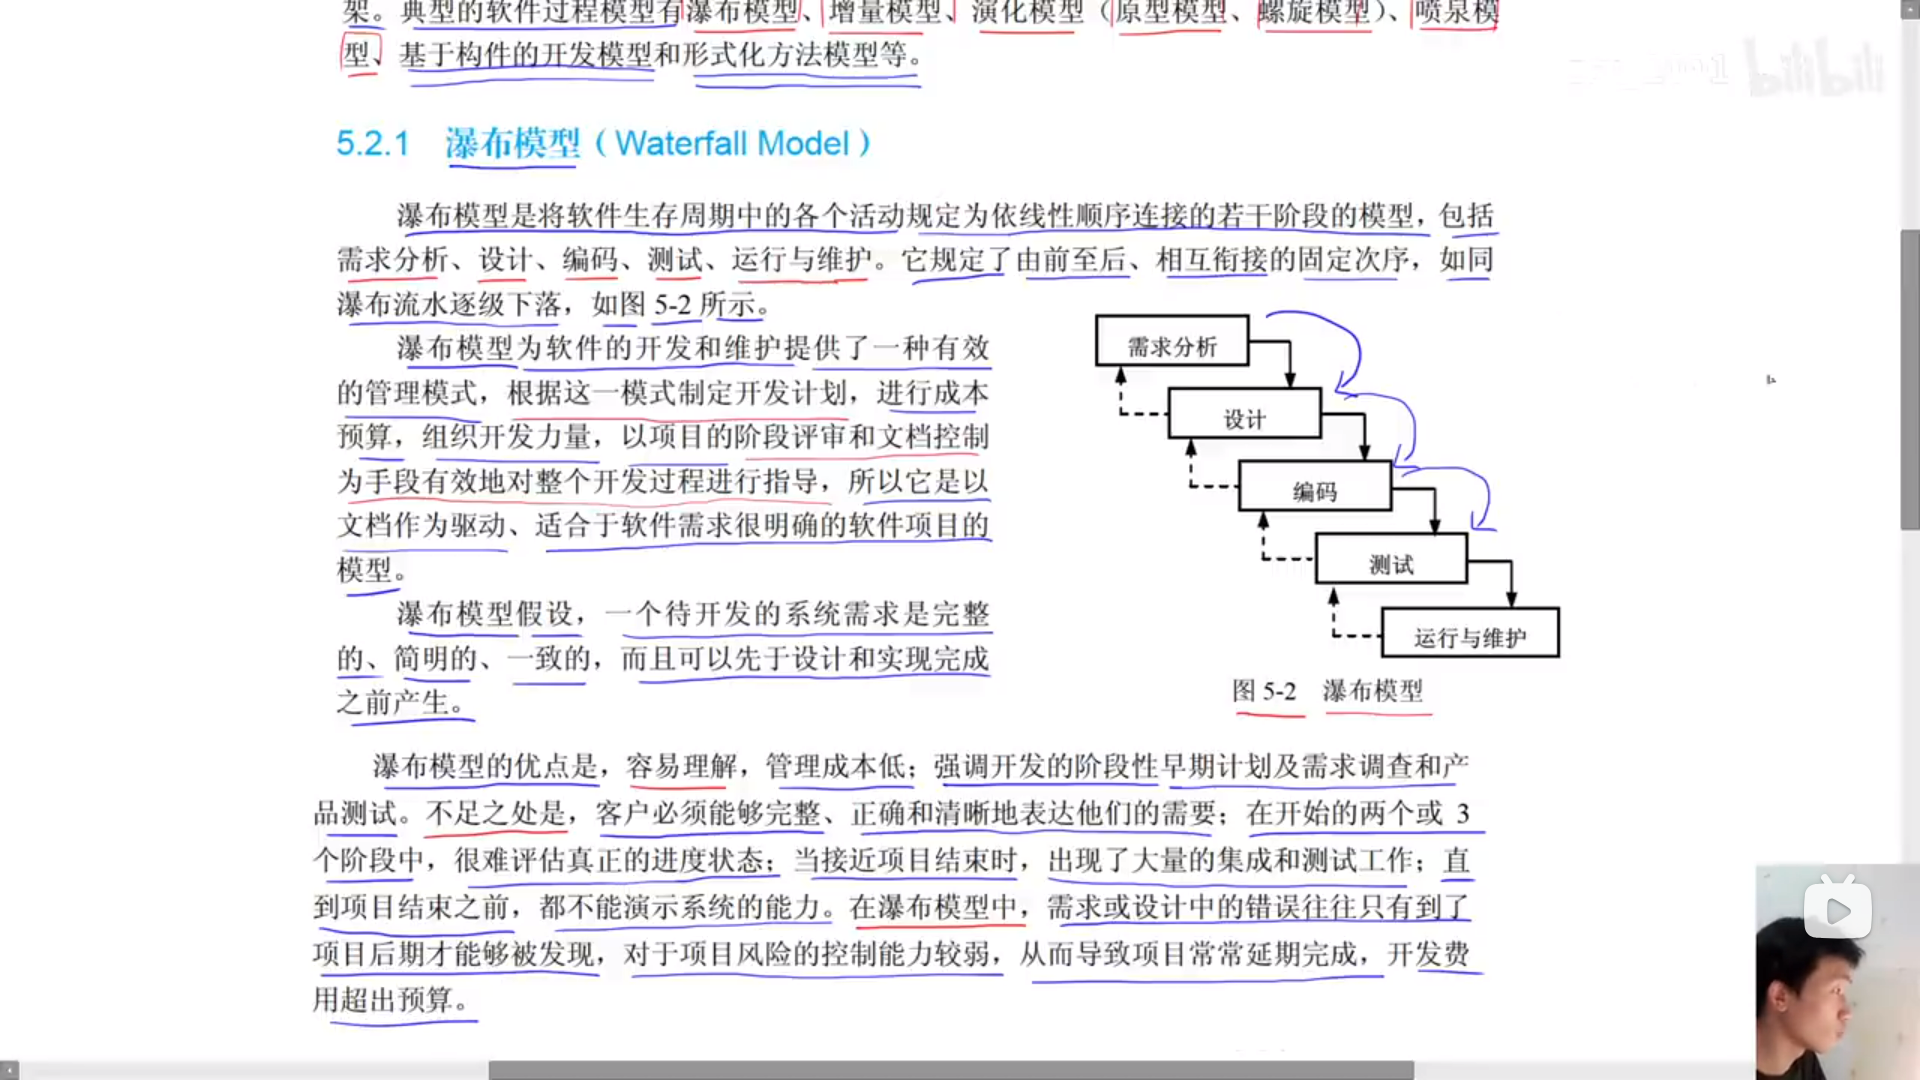 架。典型的软件过程模型有瀑布模型、增量模型、演化模型（原型模型、螺旋模型）、喷泉模
型、基于构件的开发模型和形式化方法模型等。
bilibili
5.2.1 瀑布模型（Waterfall Model）
瀑布模型是将软件生存周期中的各个活动规定为依线性顺序连接的若干阶段的模型，包括
需求分析、设计、编码、测试、运行与维护。它规定了由前至后、相互衔接的固定次序，如同
瀑布流水逐级下落，如图 5-2 所示。
瀑布模型为软件的开发和维护提供了一种有效
的管理模式，根据这一模式制定开发计划，进行成本
预算，组织开发力量，以项目的阶段评审和文档控制
为手段有效地对整个开发过程进行指导，所以它是以
文档作为驱动、适合于软件需求很明确的软件项目的
模型。
瀑布模型假设，一个待开发的系统需求是完整
的、简明的、一致的，而且可以先于设计和实现完成
之前产生。
需求分析
设计
编码
测试
运行与维护
图 5-2 瀑布模型
瀑布模型的优点是，容易理解，管理成本低；强调开发的阶段性早期计划及需求调查和产
品测试。不足之处是，客户必须能够完整、正确和清晰地表达他们的需要；在开始的两个或 3
个阶段中，很难评估真正的进度状态；当接近项目结束时，出现了大量的集成和测试工作；直
到项目结束之前，都不能演示系统的能力。在瀑布模型中，需求或设计中的错误往往只有到了
项目后期才能够被发现，对于项目风险的控制能力较弱，从而导致项目常常延期完成，开发费
用超出预算。